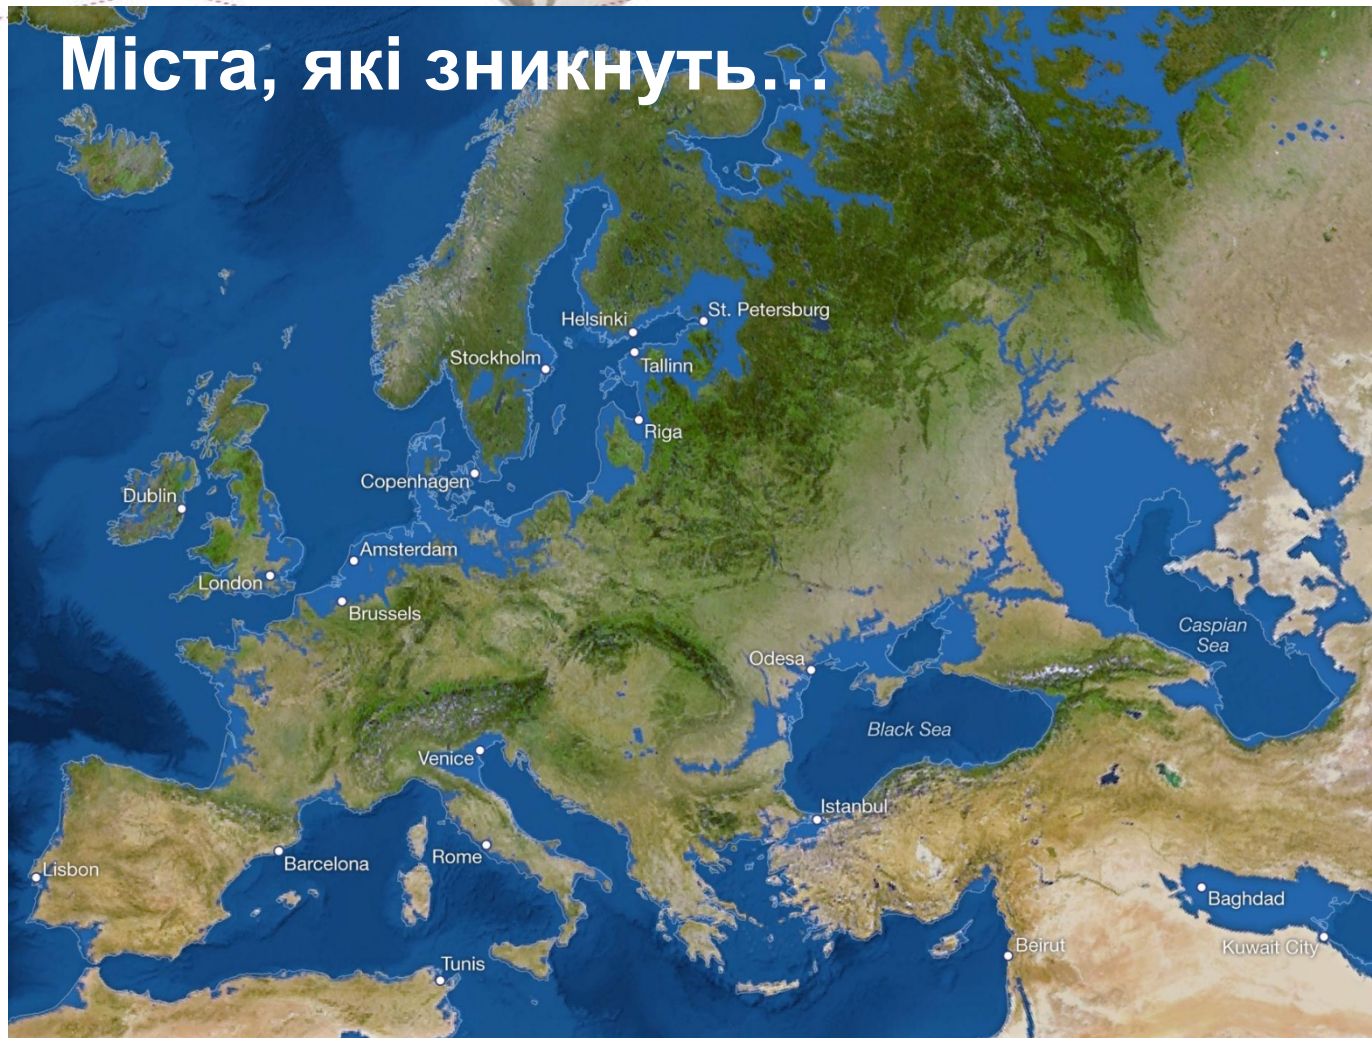 Міста, які зникнуть...
St. Petersburg
Helsinki
Stockholm
Tallinn
Riga
Copenhagen
Dublin
Amsterdam
London
Brussels
Caspian
Sea
Odesa
Black Sea
Venice
Istanbul
Rome
Barcelona
Lisbon
Baghdad
Kuwait City
Beirut
Tunis